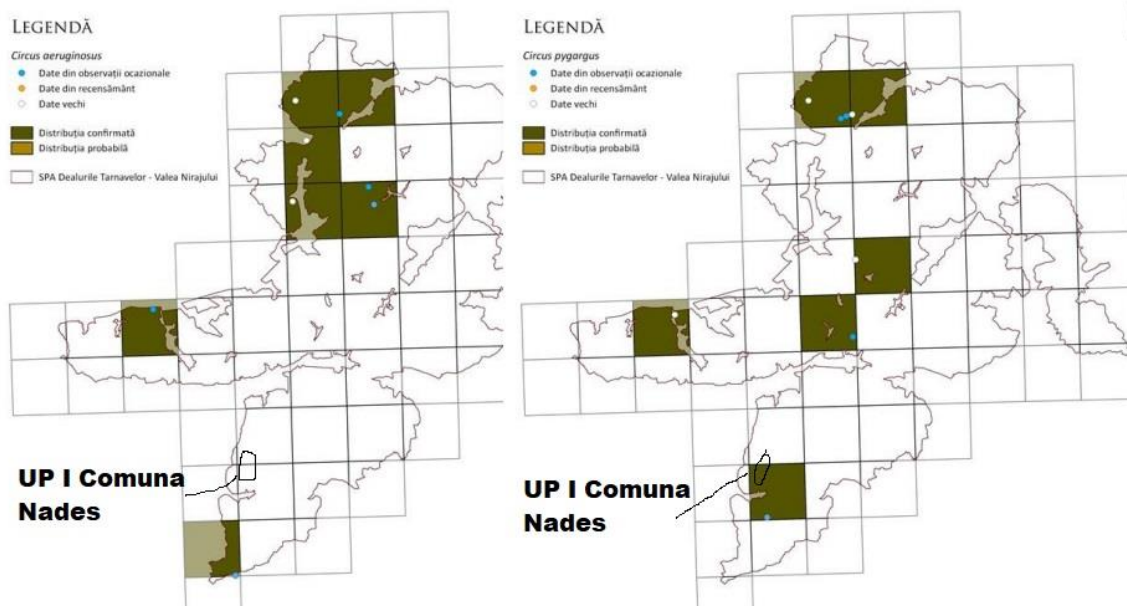 LEGENDĂ
Circus aeruginosus
Date din observații ocazionale
Date din recensământ
Date vechi
Distribuția confirmată
Distribuția probabilă
SPA Dealurile Tarnavelor - Valea Nirajului
UP I Comuna
Nades
LEGENDĂ
Circus pygargus
Date din observații ocazionale
Date din recensământ
Date vechi
Distribuția confirmată
Distribuția probabilă
SPA Dealurile Tarnavelor - Valea Nirajului
UP I Comuna
Nades